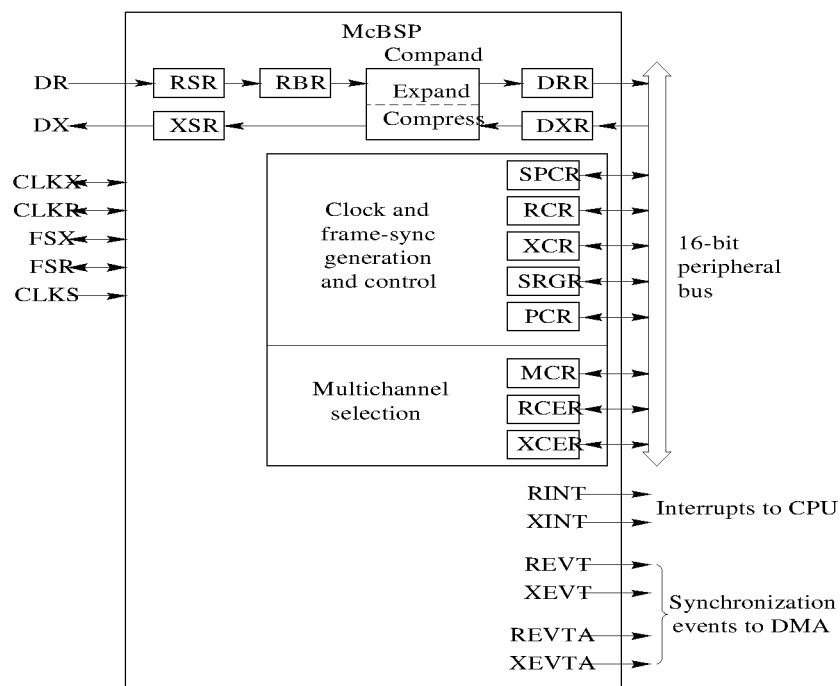 McBSP
Compand
DR
RSR
RBR
Expand
DRR
DX
XSR
Compress
DXR
CLKX
CLKR
FSX
FSR
CLKS
Clock and
frame-sync
generation
and control
SPCR
RCR
XCR
SRGR
PCR
16-bit
peripheral
bus
Multichannel
selection
MCR
RCER
XCER
RINT
XINT
Interrupts to CPU
REVT
XEVT
REVTA
XEVTA
Synchronization
events to DMA